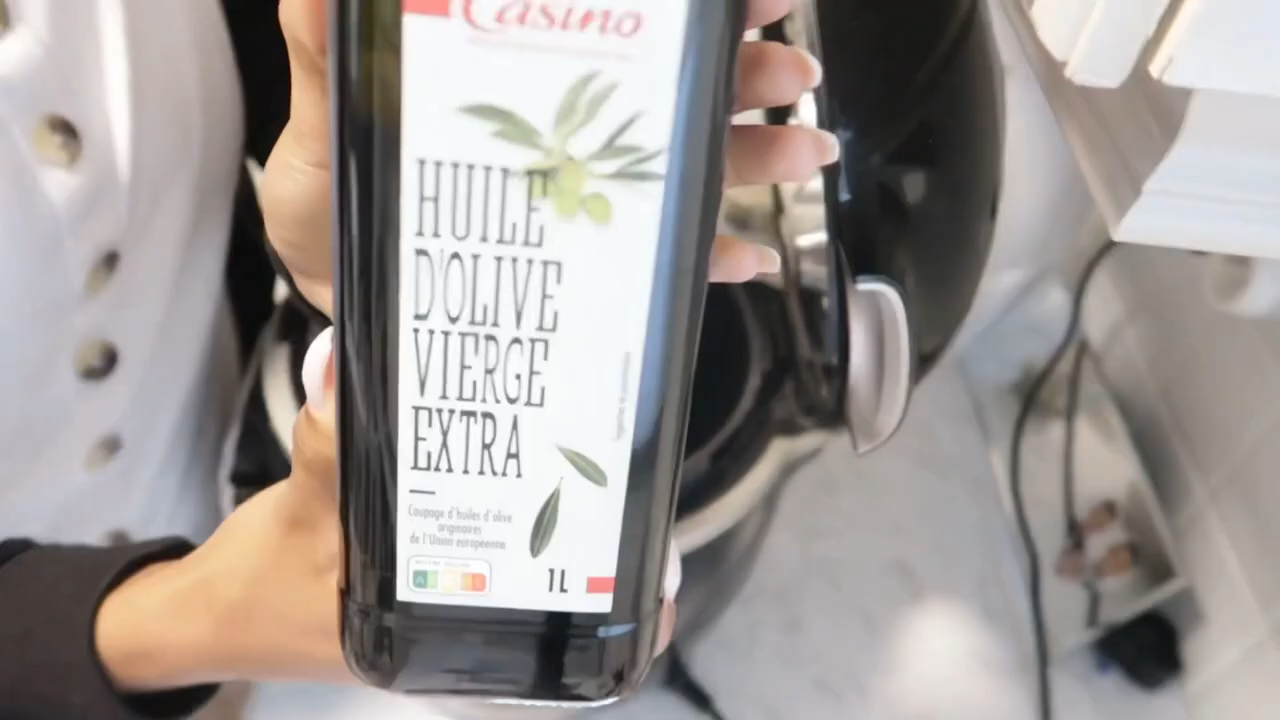 Casino
HUILE
D'OLIVE
VIERGE
EXTRA
Coupage d'huiles d'olive
originaires
de l'Union européenne
1L